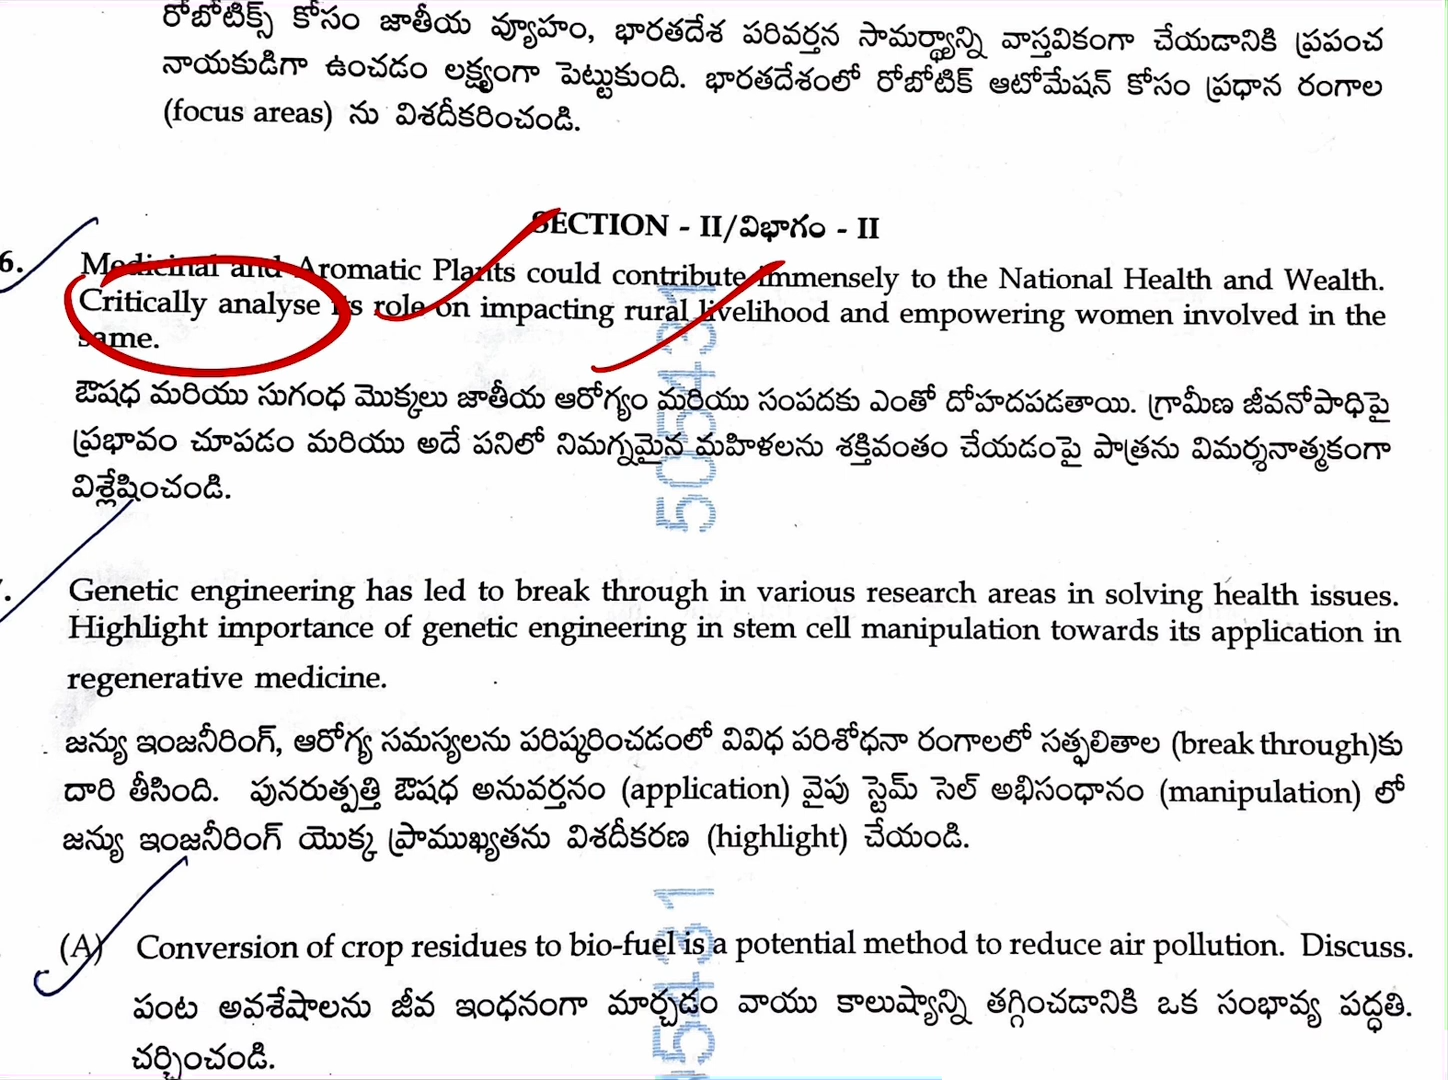 రోబోటిక్స్ కోసం జాతీయ వ్యూహం, భారతదేశ పరివర్తన సామర్థ్యాన్ని వాస్తవికంగా చేయడానికి ప్రపంచ
నాయకుడిగా ఉంచడం లక్ష్యంగా పెట్టుకుంది. భారతదేశంలో రోబోటిక్ ఆటోమేషన్ కోసం ప్రధాన రంగాల
(focus areas) ను విశదీకరించండి.
SECTION - II/విభాగం - II
6. Medicinal and Aromatic Plants could contribute immensely to the National Health and Wealth.
Critically analyse its role on impacting rural livelihood and empowering women involved in the
same.
ఔషధ మరియు సుగంధ మొక్కలు జాతీయ ఆరోగ్యం మరియు సంపదకు ఎంతో దోహదపడతాయి. గ్రామీణ జీవనోపాధిపై
ప్రభావం చూపడం మరియు అదే పనిలో నిమగ్నమైన మహిళలను శక్తివంతం చేయడంపై పాత్రను విమర్శనాత్మకంగా
విశ్లేషించండి.
Genetic engineering has led to break through in various research areas in solving health issues.
Highlight importance of genetic engineering in stem cell manipulation towards its application in
regenerative medicine.
జన్యు ఇంజనీరింగ్, ఆరోగ్య సమస్యలను పరిష్కరించడంలో వివిధ పరిశోధనా రంగాలలో సత్ఫలితాల (break through)కు
దారి తీసింది. పునరుత్పత్తి ఔషధ అనువర్తనం (application) వైపు స్టెమ్ సెల్ అభిసంధానం (manipulation) లో
జన్యు ఇంజనీరింగ్ యొక్క ప్రాముఖ్యతను విశదీకరణ (highlight) చేయండి.
(A) Conversion of crop residues to bio-fuel is a potential method to reduce air pollution. Discuss.
పంట అవశేషాలను జీవ ఇంధనంగా మార్చడం వాయు కాలుష్యాన్ని తగ్గించడానికి ఒక సంభావ్య పద్ధతి.
చర్చించండి.